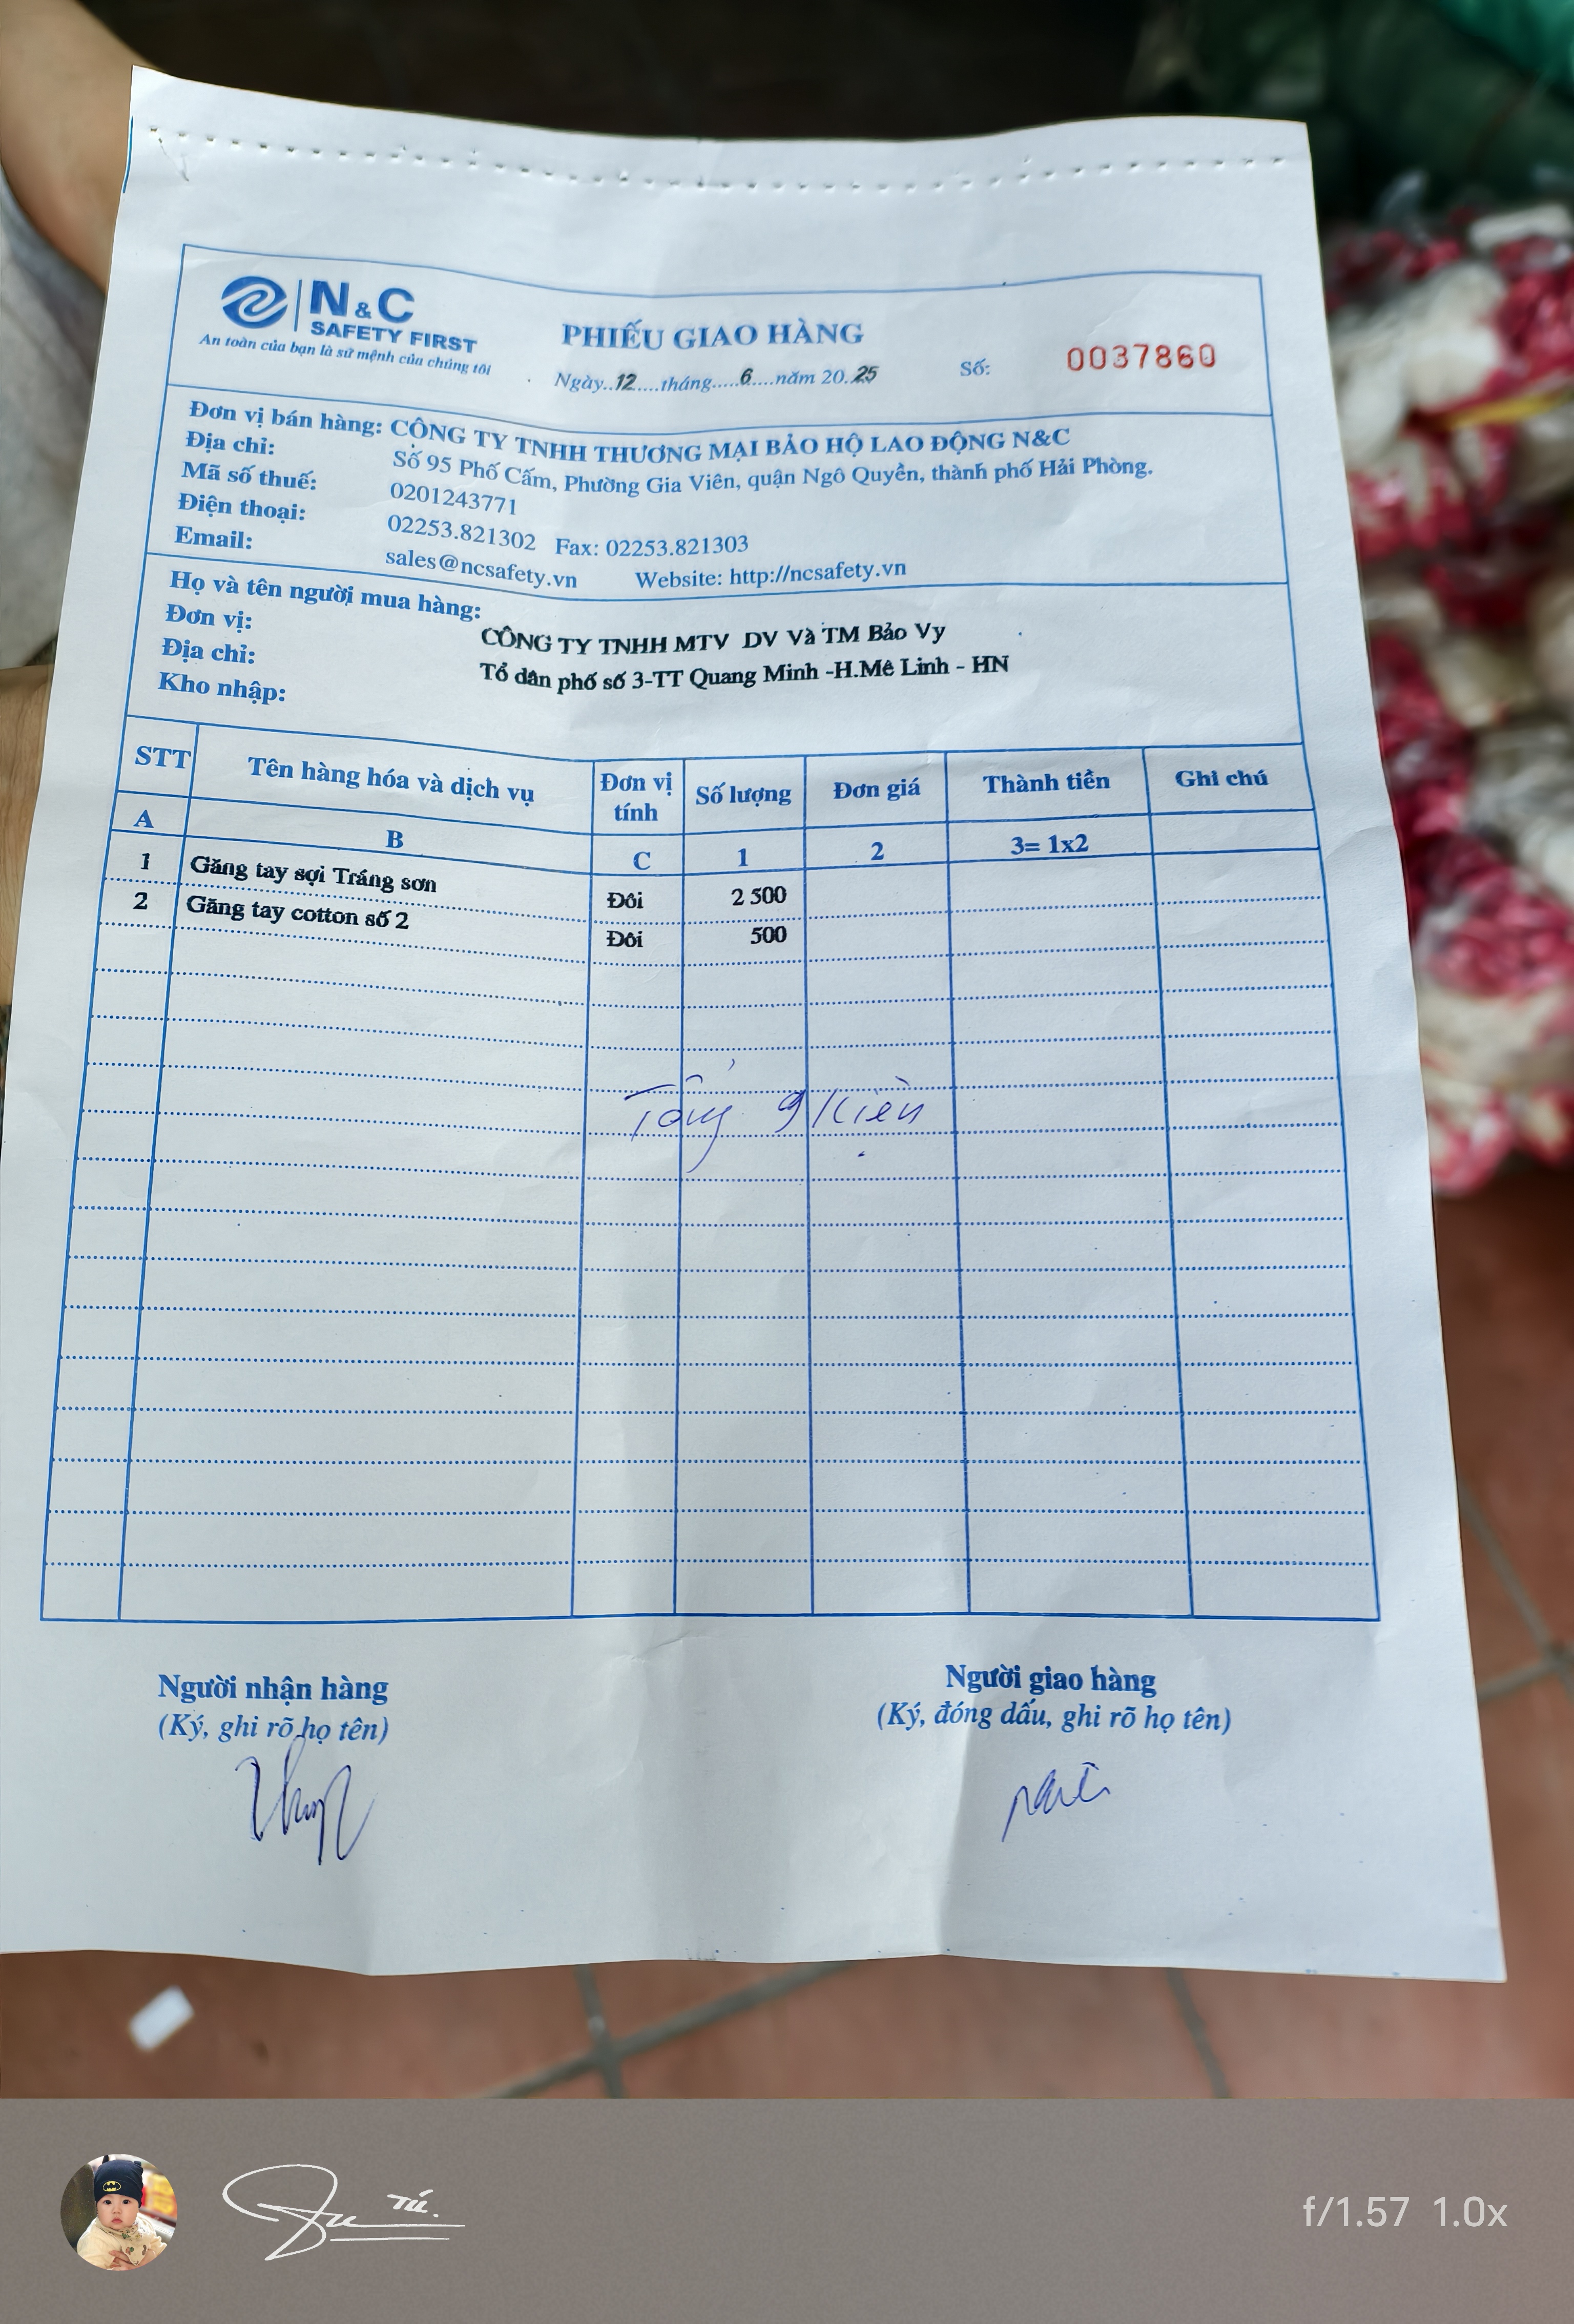 N&C
SAFETY FIRST
An toàn của bạn là sứ mệnh của chúng tôi
PHIẾU GIAO HÀNG
Ngày..12....tháng.....6....năm 20..25
Số: 0037860
Đơn vị bán hàng: CÔNG TY TNHH THƯƠNG MẠI BẢO HỘ LAO ĐỘNG N&C
Địa chỉ: Số 95 Phố Cấm, Phường Gia Viên, quận Ngô Quyền, thành phố Hải Phòng.
Mã số thuế: 0201243771
Điện thoại: 02253.821302 Fax: 02253.821303
Email: sales@ncsafety.vn Website: http://ncsafety.vn
Họ và tên người mua hàng:
Đơn vị: CÔNG TY TNHH MTV DV Và TM Bảo Vy
Địa chỉ: Tổ dân phố số 3-TT Quang Minh -H.Mê Linh - HN
Kho nhập:
STT Tên hàng hóa và dịch vụ Đơn vị tính Số lượng Đơn giá Thành tiền Ghi chú
A B C 1 2 3= 1x2
1 Găng tay sợi Trắng sơn Đôi 2 500
2 Găng tay cotton số 2 Đôi 500
Tổng 9 Kiện
Người nhận hàng
(Ký, ghi rõ họ tên)
Người giao hàng
(Ký, đóng dấu, ghi rõ họ tên)
Tú.
f/1.57 1.0x